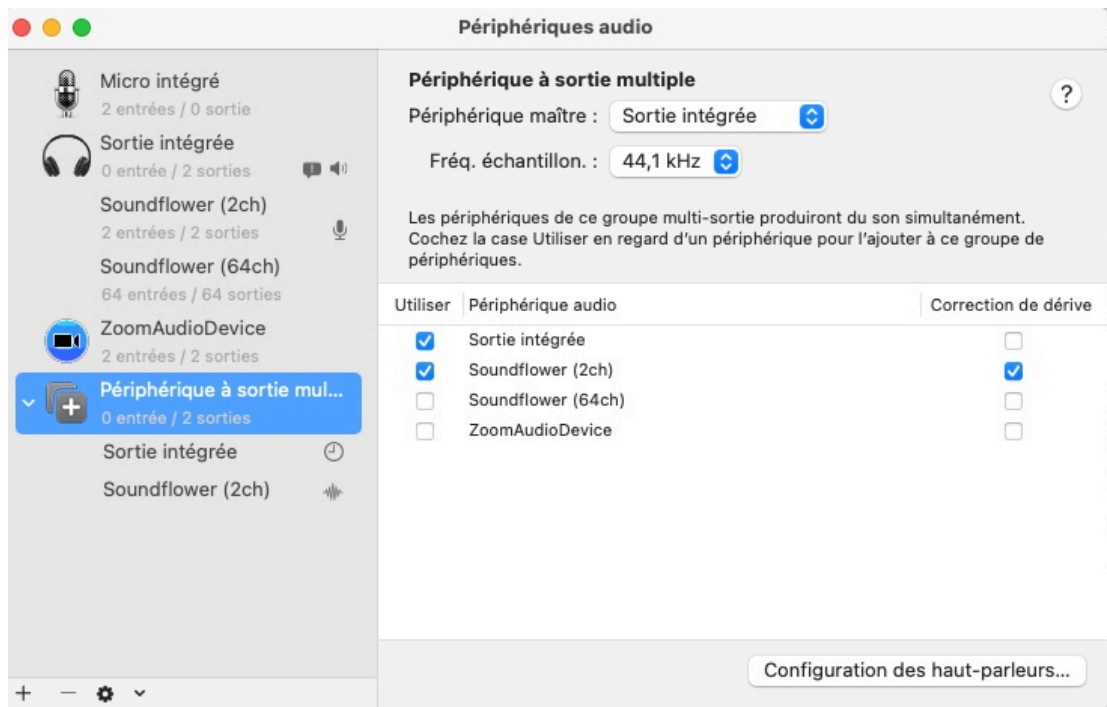 Périphériques audio
Micro intégré
2 entrées / 0 sortie
Sortie intégrée
0 entrée / 2 sorties
Soundflower (2ch)
2 entrées / 2 sorties
Soundflower (64ch)
64 entrées / 64 sorties
ZoomAudioDevice
2 entrées / 2 sorties
Périphérique à sortie mul...
0 entrée / 2 sorties
Sortie intégrée
Soundflower (2ch)
Périphérique à sortie multiple
?
Périphérique maître : Sortie intégrée
Fréq. échantillon. : 44,1 kHz
Les périphériques de ce groupe multi-sortie produiront du son simultanément.
Cochez la case Utiliser en regard d’un périphérique pour l’ajouter à ce groupe de
périphériques.
Utiliser Périphérique audio Correction de dérive
Sortie intégrée
Soundflower (2ch)
Soundflower (64ch)
ZoomAudioDevice
Configuration des haut-parleurs...